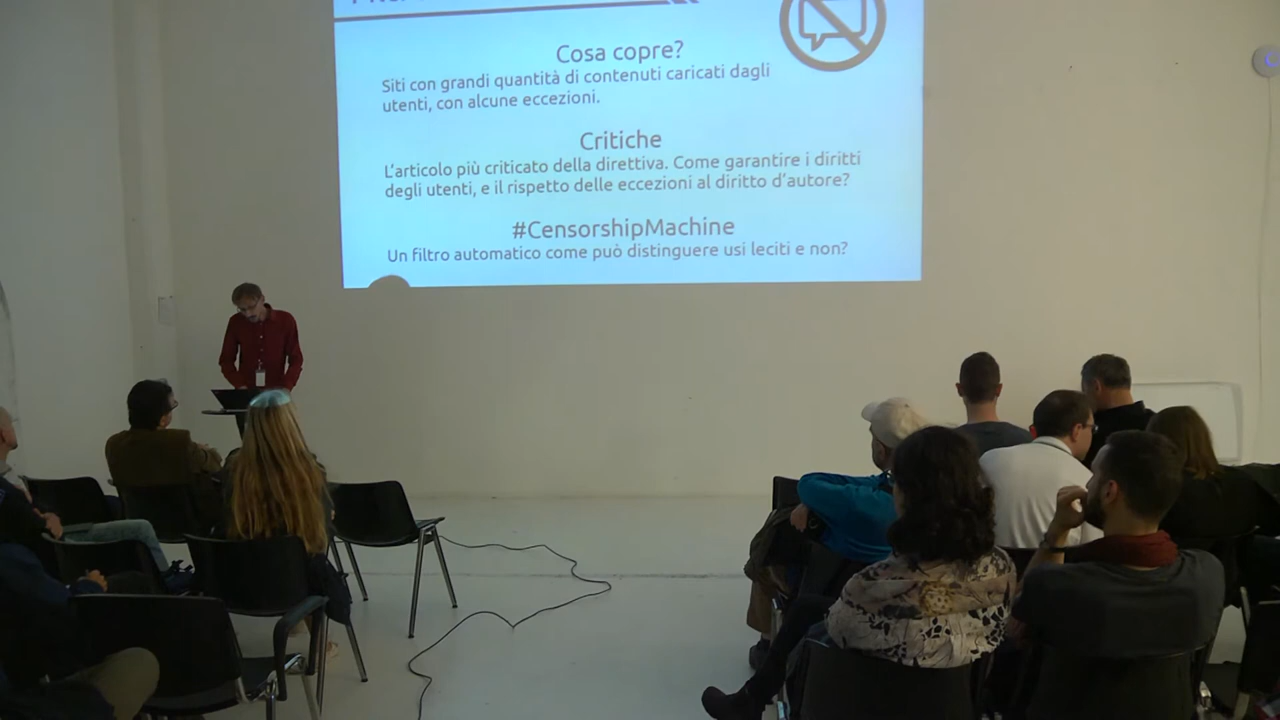 Cosa copre?
Siti con grandi quantità di contenuti caricati dagli
utenti, con alcune eccezioni.
Critiche
L'articolo più criticato della direttiva. Come garantire i diritti
degli utenti, e il rispetto delle eccezioni al diritto d'autore?
#CensorshipMachine
Un filtro automatico come può distinguere usi leciti e non?